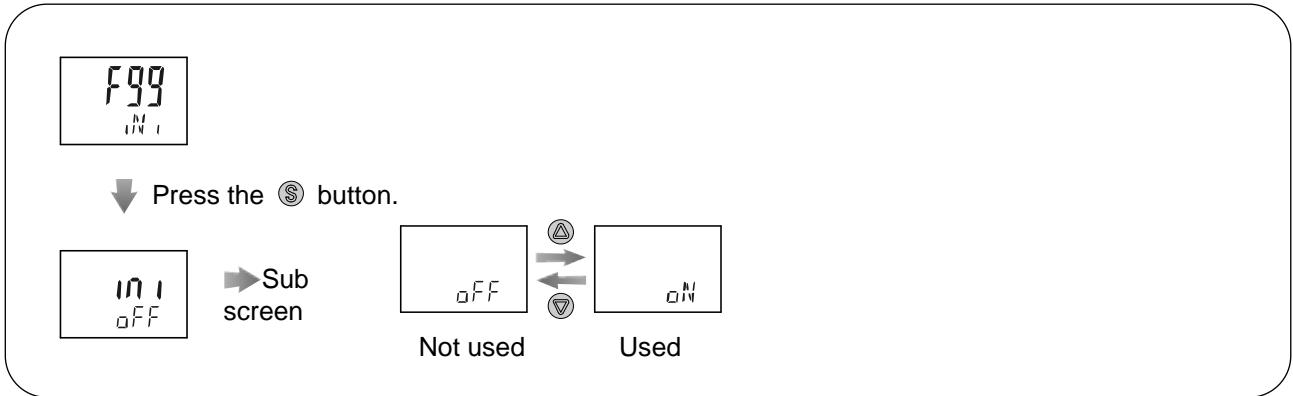 F99
iNi
Press the S button.
ini
oFF
Sub
screen
oFF
oN
Not used
Used